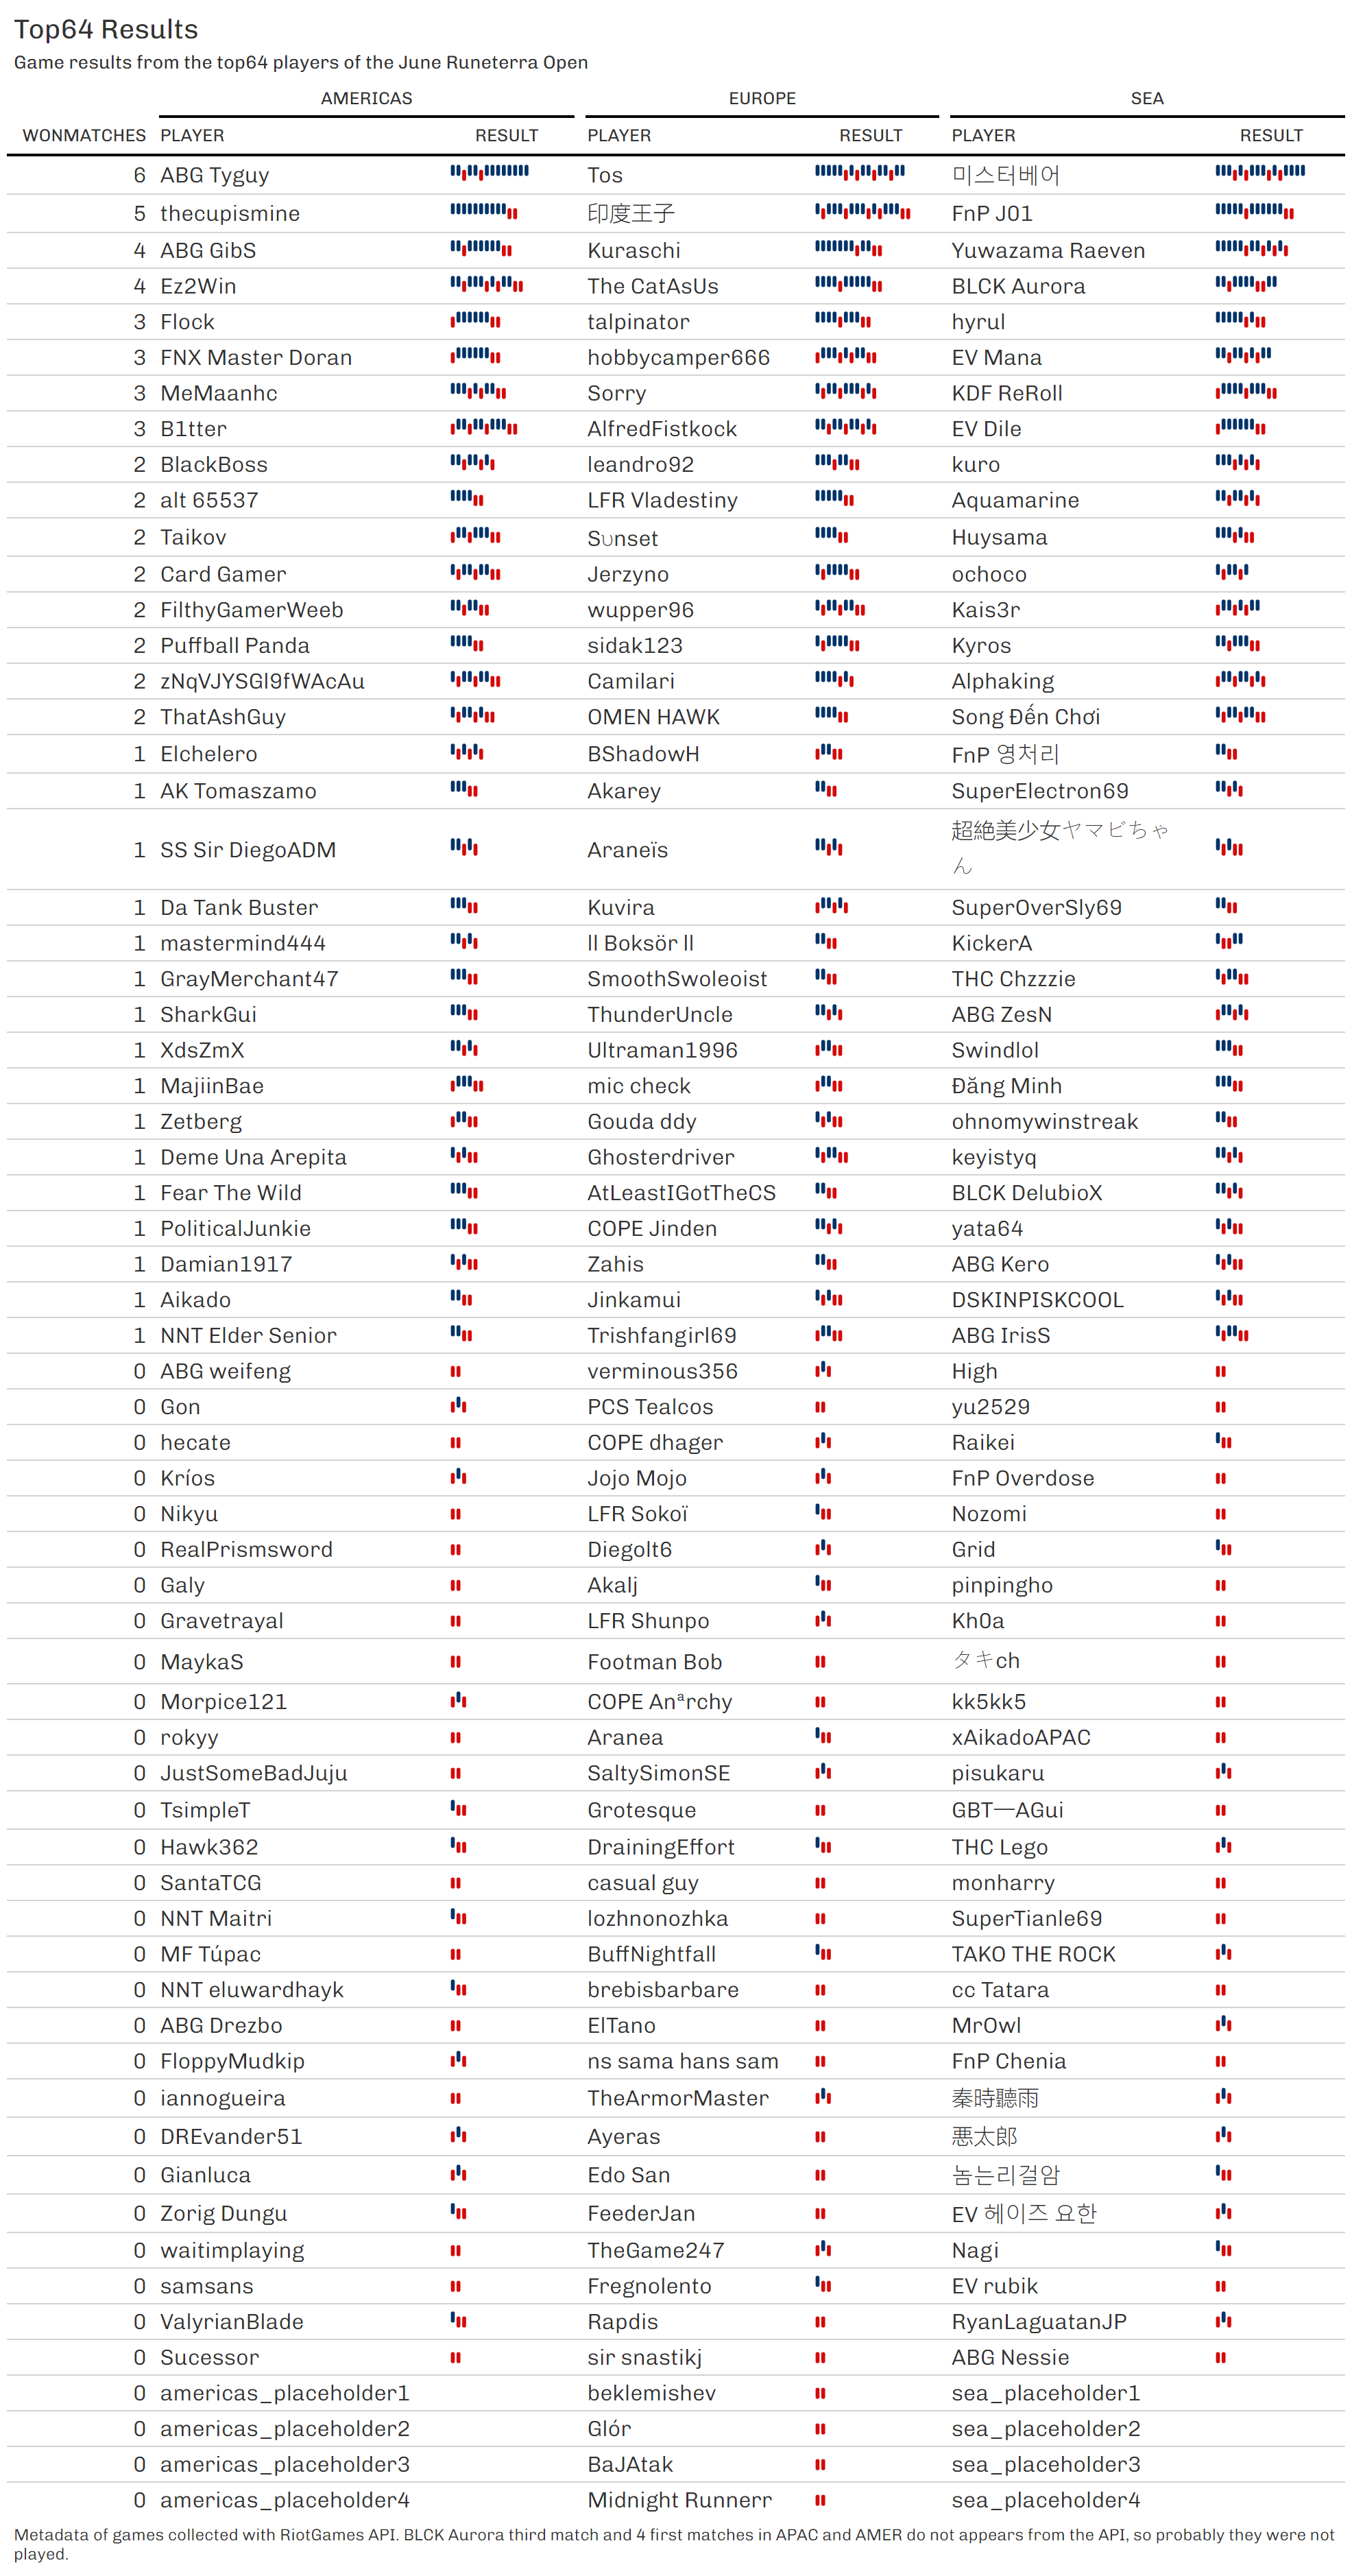 Top64 Results
Game results from the top64 players of the June Runeterra Open
AMERICAS EUROPE SEA
WONMATCHES PLAYER RESULT PLAYER RESULT PLAYER RESULT
6 ABG Tyguy Tos 미스터베어
5 thecupismine 印度王子 FnP J01
4 ABG GibS Kuraschi Yuwazama Raeven
4 Ez2Win The CatAsUs BLCK Aurora
3 Flock talpinator hyrul
3 FNX Master Doran hobbycamper666 EV Mana
3 MeMaanhc Sorry KDF ReRoll
3 B1tter AlfredFistkock EV Dile
2 BlackBoss leandro92 kuro
2 alt 65537 LFR Vladestiny Aquamarine
2 Taikov Sυnset Huysama
2 Card Gamer Jerzyno ochoco
2 FilthyGamerWeeb wupper96 Kais3r
2 Puffball Panda sidak123 Kyros
2 zNqVJYSGl9fWAcAu Camilari Alphaking
2 ThatAshGuy OMEN HAWK Song Đến Chơi
1 Elchelero BShadowH FnP 영처리
1 AK Tomaszamo Akarey SuperElectron69
1 SS Sir DiegoADM Araneïs 超絶美少女ヤマビちゃ
ん
1 Da Tank Buster Kuvira SuperOverSly69
1 mastermind444 ll Boksör ll KickerA
1 GrayMerchant47 SmoothSwoleoist THC Chzzzie
1 SharkGui ThunderUncle ABG ZesN
1 XdsZmX Ultraman1996 Swindlol
1 MajiinBae mic check Đăng Minh
1 Zetberg Gouda ddy ohnomywinstreak
1 Deme Una Arepita Ghosterdriver keyistyq
1 Fear The Wild AtLeastIGotTheCS BLCK DelubioX
1 PoliticalJunkie COPE Jinden yata64
1 Damian1917 Zahis ABG Kero
1 Aikado Jinkamui DSKINPISKCOOL
1 NNT Elder Senior Trishfangirl69 ABG IrisS
0 ABG weifeng verminous356 High
0 Gon PCS Tealcos yu2529
0 hecate COPE dhager Raikei
0 Kríos Jojo Mojo FnP Overdose
0 Nikyu LFR Sokoï Nozomi
0 RealPrismsword Diegolt6 Grid
0 Galy Akalj pinpingho
0 Gravetrayal LFR Shunpo Kh0a
0 MaykaS Footman Bob タキch
0 Morpice121 COPE Anᵃrchy kk5kk5
0 rokyy Aranea xAikadoAPAC
0 JustSomeBadJuju SaltySimonSE pisukaru
0 TsimpleT Grotesque GBT一AGui
0 Hawk362 DrainingEffort THC Lego
0 SantaTCG casual guy monharry
0 NNT Maitri lozhnonozhka SuperTianle69
0 MF Túpac BuffNightfall TAKO THE ROCK
0 NNT eluwardhayk brebisbarbare cc Tatara
0 ABG Drezbo ElTano MrOwl
0 FloppyMudkip ns sama hans sam FnP Chenia
0 iannogueira TheArmorMaster 秦時聽雨
0 DREvander51 Ayeras 悪太郎
0 Gianluca Edo San 놈는리걸암
0 Zorig Dungu FeederJan EV 헤이즈 요한
0 waitimplaying TheGame247 Nagi
0 samsans Fregnolento EV rubik
0 ValyrianBlade Rapdis RyanLaguatanJP
0 Sucessor sir snastikj ABG Nessie
0 americas_placeholder1 beklemishev sea_placeholder1
0 americas_placeholder2 Glór sea_placeholder2
0 americas_placeholder3 BaJAtak sea_placeholder3
0 americas_placeholder4 Midnight Runnerr sea_placeholder4
Metadata of games collected with RiotGames API. BLCK Aurora third match and 4 first matches in APAC and AMER do not appears from the API, so probably they were not
played.